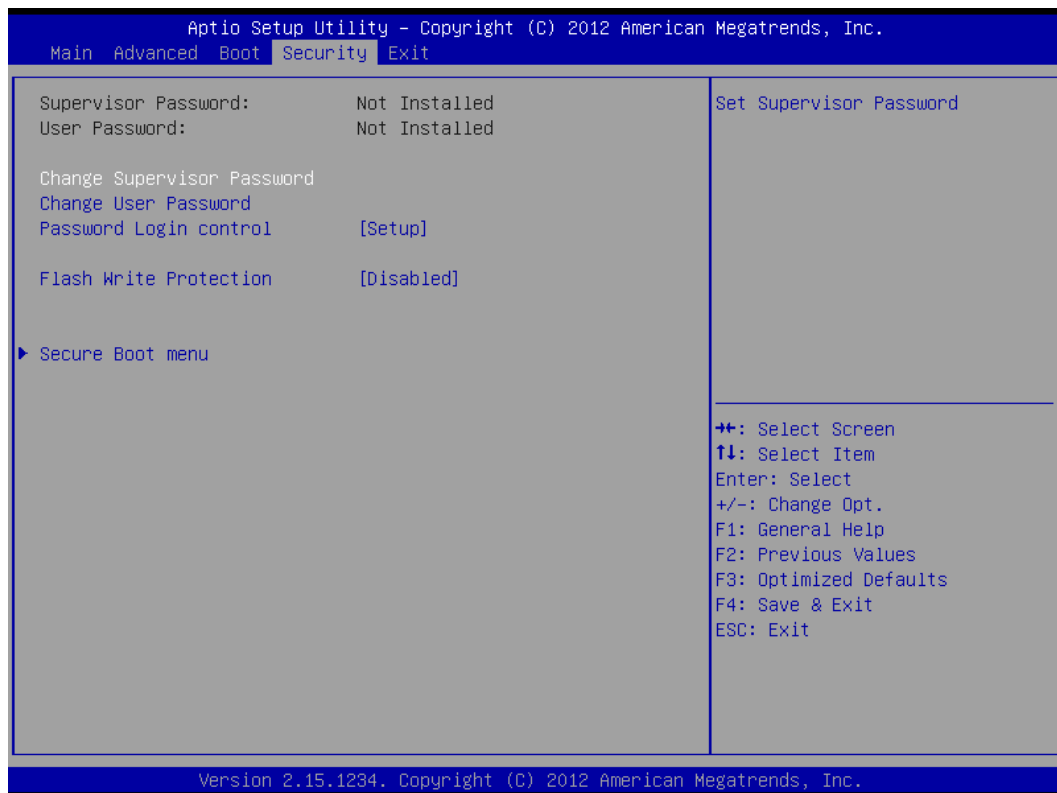 Aptio Setup Utility – Copyright (C) 2012 American Megatrends, Inc.
Main Advanced Boot Security Exit
Supervisor Password: Not Installed
User Password: Not Installed
Change Supervisor Password
Change User Password
Password Login control [Setup]
Flash Write Protection [Disabled]
Secure Boot menu
Set Supervisor Password
→←: Select Screen
↑↓: Select Item
Enter: Select
+/-: Change Opt.
F1: General Help
F2: Previous Values
F3: Optimized Defaults
F4: Save & Exit
ESC: Exit
Version 2.15.1234. Copyright (C) 2012 American Megatrends, Inc.